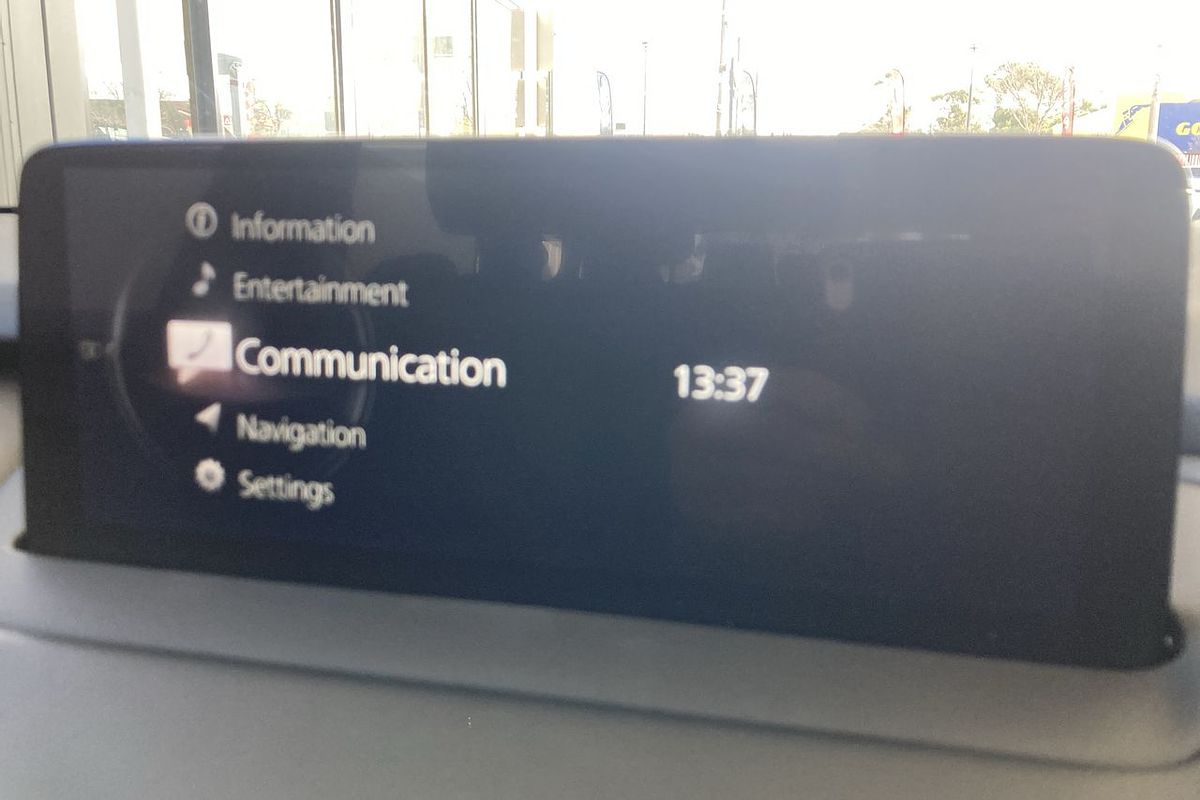 Information
Entertainment
Communication
13:37
Navigation
Settings